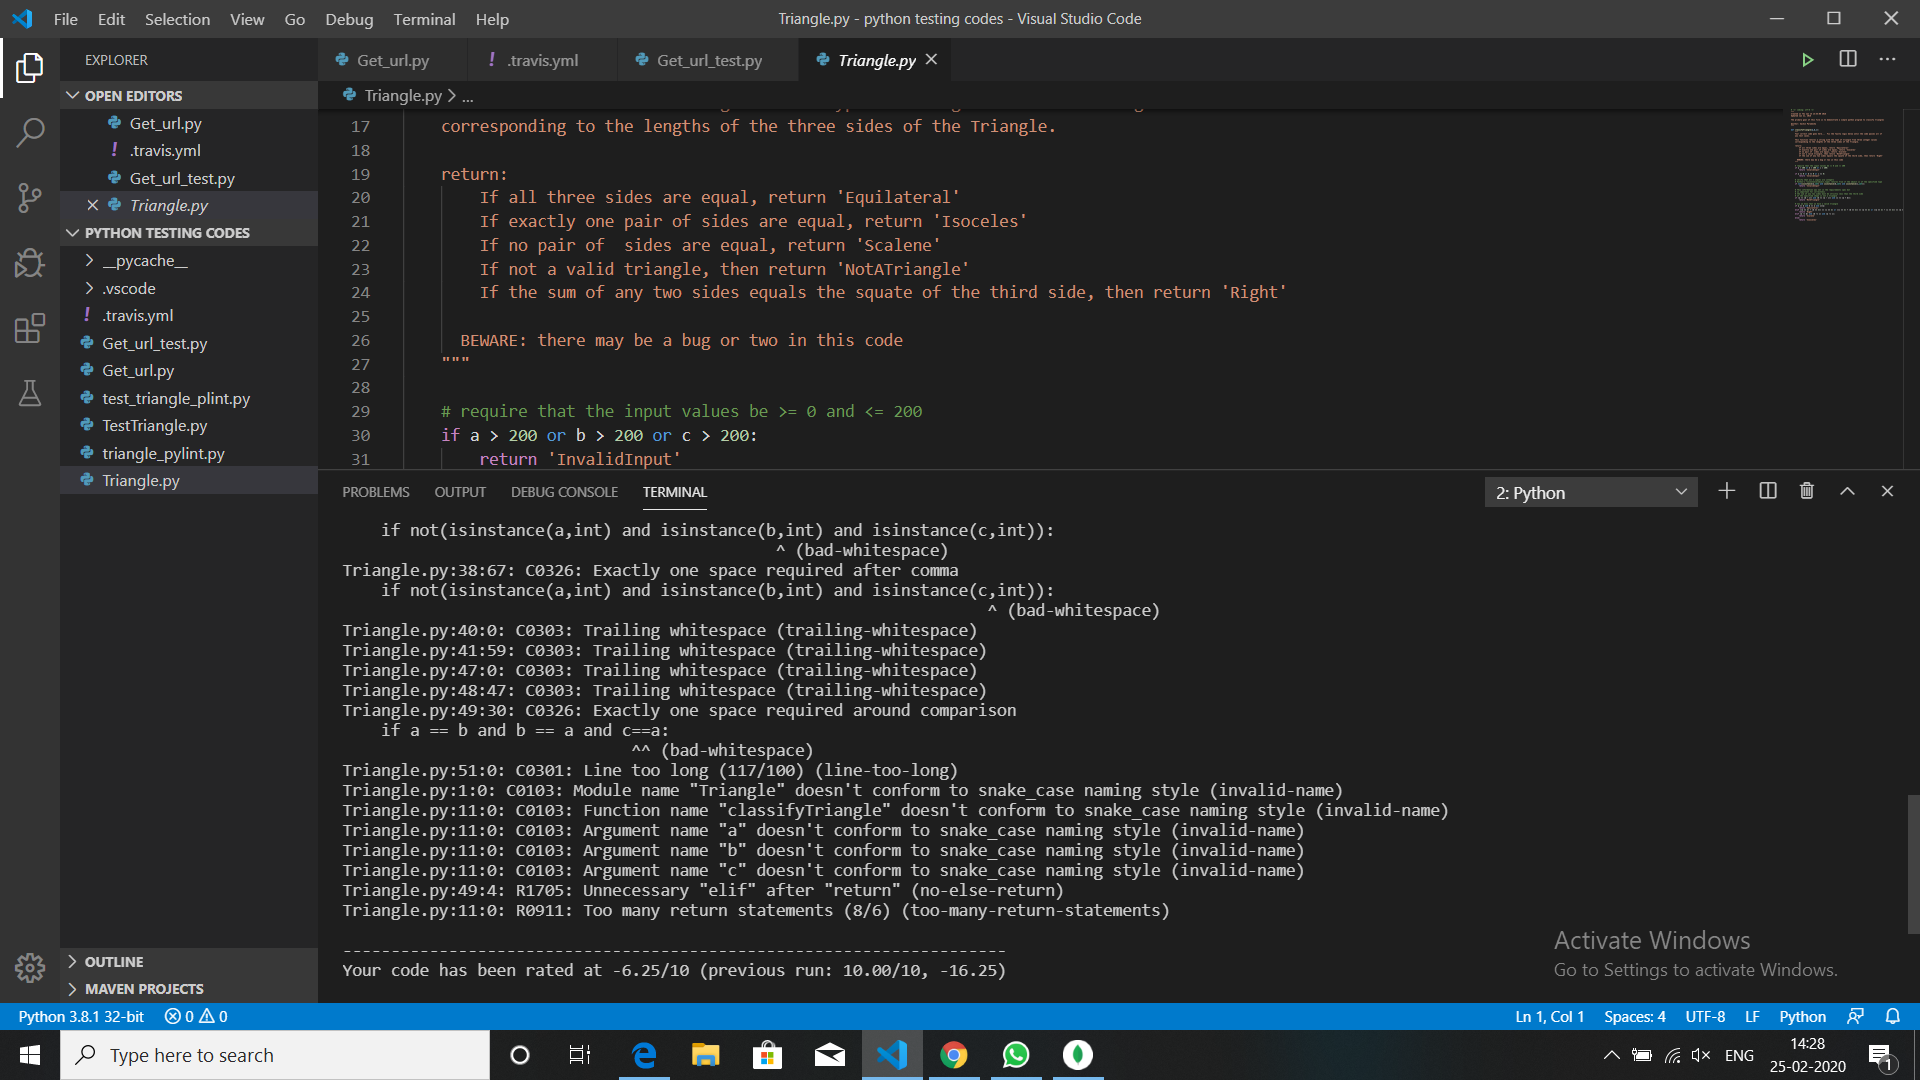 File Edit Selection View Go Debug Terminal Help
Triangle.py - python testing codes - Visual Studio Code
EXPLORER
Get_url.py
! .travis.yml
Get_url_test.py
Triangle.py
OPEN EDITORS
Get_url.py
! .travis.yml
Get_url_test.py
Triangle.py
PYTHON TESTING CODES
__pycache__
.vscode
! .travis.yml
Get_url_test.py
Get_url.py
test_triangle_plint.py
TestTriangle.py
triangle_pylint.py
Triangle.py
OUTLINE
MAVEN PROJECTS
Triangle.py > ...
17 corresponding to the lengths of the three sides of the Triangle.
18
19 return:
20 If all three sides are equal, return 'Equilateral'
21 If exactly one pair of sides are equal, return 'Isoceles'
22 If no pair of  sides are equal, return 'Scalene'
23 If not a valid triangle, then return 'NotATriangle'
24 If the sum of any two sides equals the squate of the third side, then return 'Right'
25
26 BEWARE: there may be a bug or two in this code
27 """
28
29 # require that the input values be >= 0 and <= 200
30 if a > 200 or b > 200 or c > 200:
31 return 'InvalidInput'
PROBLEMS OUTPUT DEBUG CONSOLE TERMINAL
2: Python
if not(isinstance(a,int) and isinstance(b,int) and isinstance(c,int)):
^ (bad-whitespace)
Triangle.py:38:67: C0326: Exactly one space required after comma
if not(isinstance(a,int) and isinstance(b,int) and isinstance(c,int)):
^ (bad-whitespace)
Triangle.py:40:0: C0303: Trailing whitespace (trailing-whitespace)
Triangle.py:41:59: C0303: Trailing whitespace (trailing-whitespace)
Triangle.py:47:0: C0303: Trailing whitespace (trailing-whitespace)
Triangle.py:48:47: C0303: Trailing whitespace (trailing-whitespace)
Triangle.py:49:30: C0326: Exactly one space required around comparison
if a == b and b == a and c==a:
^^ (bad-whitespace)
Triangle.py:51:0: C0301: Line too long (117/100) (line-too-long)
Triangle.py:1:0: C0103: Module name "Triangle" doesn't conform to snake_case naming style (invalid-name)
Triangle.py:11:0: C0103: Function name "classifyTriangle" doesn't conform to snake_case naming style (invalid-name)
Triangle.py:11:0: C0103: Argument name "a" doesn't conform to snake_case naming style (invalid-name)
Triangle.py:11:0: C0103: Argument name "b" doesn't conform to snake_case naming style (invalid-name)
Triangle.py:11:0: C0103: Argument name "c" doesn't conform to snake_case naming style (invalid-name)
Triangle.py:49:4: R1705: Unnecessary "elif" after "return" (no-else-return)
Triangle.py:11:0: R0911: Too many return statements (8/6) (too-many-return-statements)
---------------------------------------------------------------------
Your code has been rated at -6.25/10 (previous run: 10.00/10, -16.25)
Activate Windows
Go to Settings to activate Windows.
Python 3.8.1 32-bit 0 0
Ln 1, Col 1 Spaces: 4 UTF-8 LF Python
Type here to search
ENG
14:28
25-02-2020
1